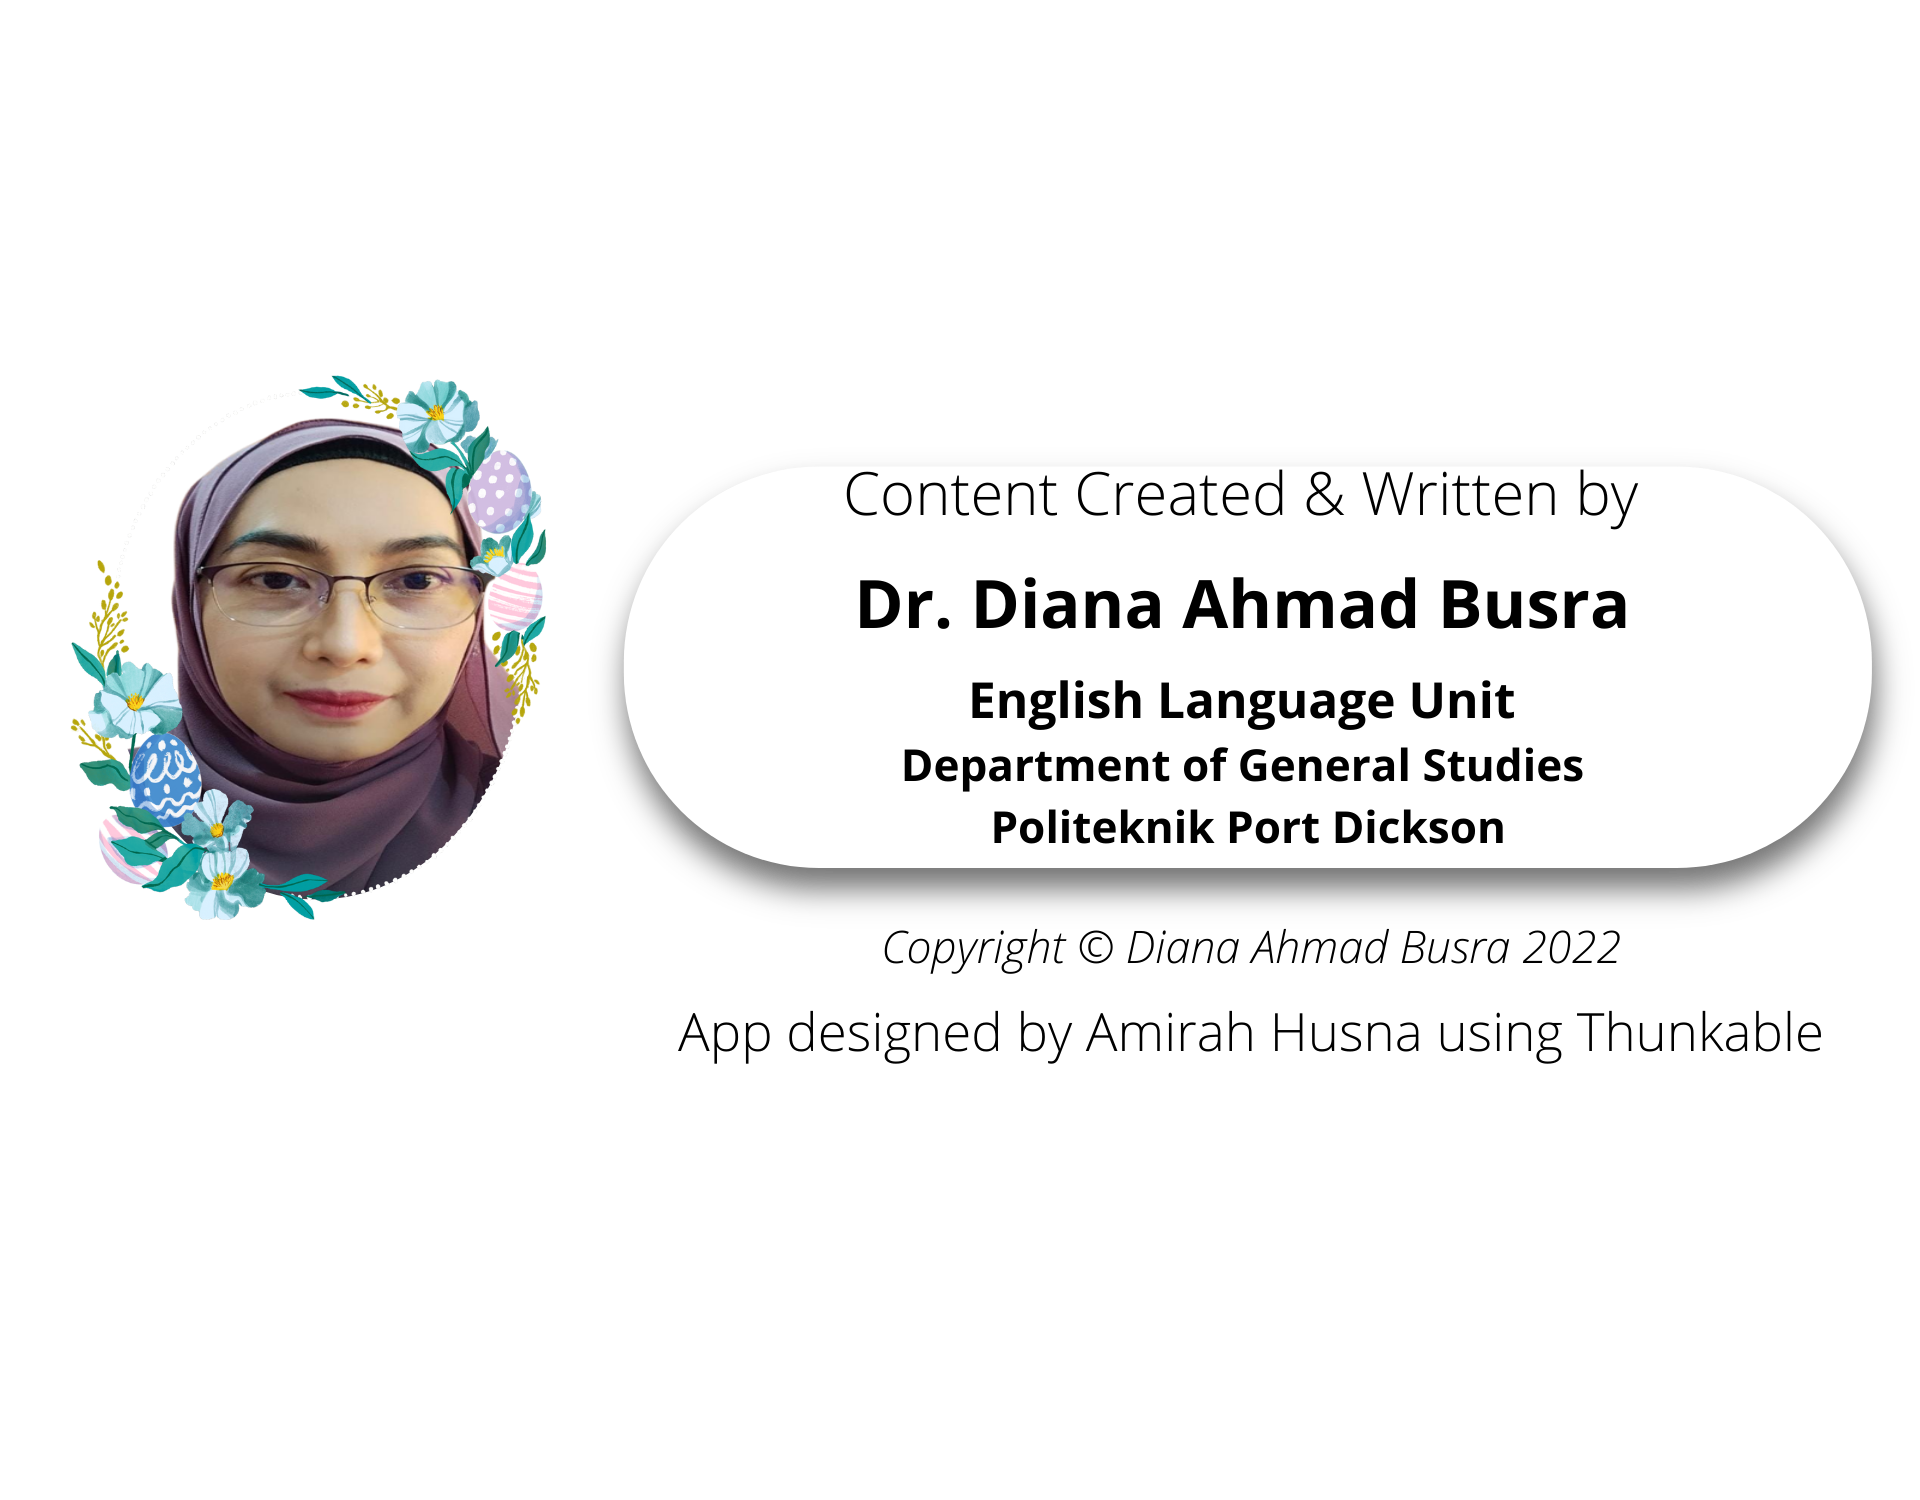 Content Created & Written by
Dr. Diana Ahmad Busra
English Language Unit
Department of General Studies
Politeknik Port Dickson
Copyright © Diana Ahmad Busra 2022
App designed by Amirah Husna using Thunkable